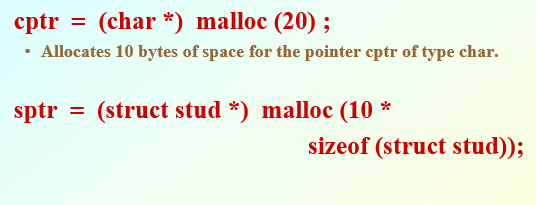 cptr = (char *) malloc (20) ;
• Allocates 10 bytes of space for the pointer cptr of type char.
sptr = (struct stud *) malloc (10 *
sizeof (struct stud));